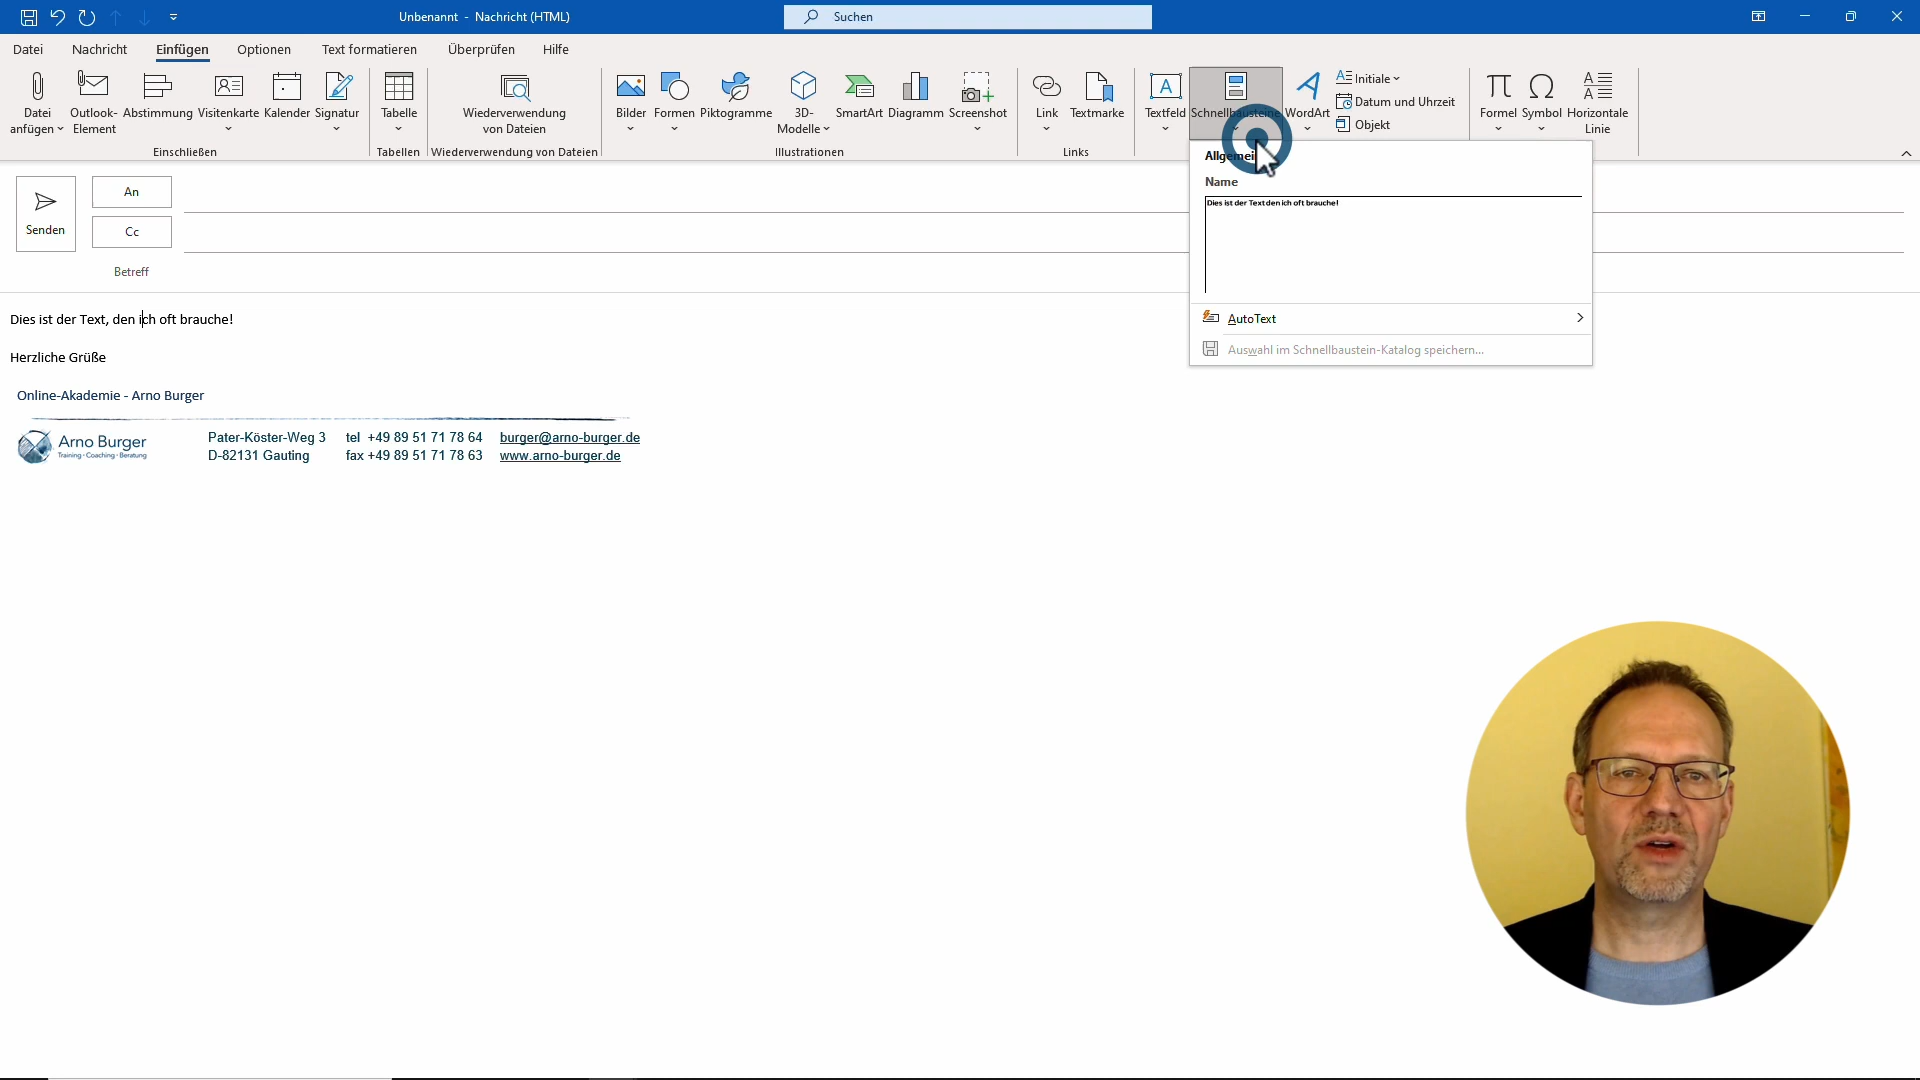 Unbenannt - Nachricht (HTML)
Suchen
Datei Nachricht Einfügen Optionen Text formatieren Überprüfen Hilfe
Datei anfügen
Outlook-Element
Abstimmung
Visitenkarte
Kalender
Signatur
Einschließen
Tabelle
Tabellen
Wiederverwendung von Dateien
Wiederverwendung von Dateien
Bilder
Formen
Piktogramme
3D-Modelle
SmartArt
Diagramm
Screenshot
Illustrationen
Link
Textmarke
Links
Textfeld
Schnellbausteine
WordArt
Initiale
Datum und Uhrzeit
Objekt
Formel
Symbol
Horizontale Linie
Name
Dies ist der Text den ich oft brauche!
AutoText
Auswahl im Schnellbaustein-Katalog speichern...
Senden
An
Cc
Betreff
Dies ist der Text, den ich oft brauche!
Herzliche Grüße
Online-Akademie - Arno Burger
Arno Burger
Training · Coaching · Beratung
Pater-Köster-Weg 3 tel +49 89 51 71 78 64 burger@arno-burger.de
D-82131 Gauting fax +49 89 51 71 78 63 www.arno-burger.de